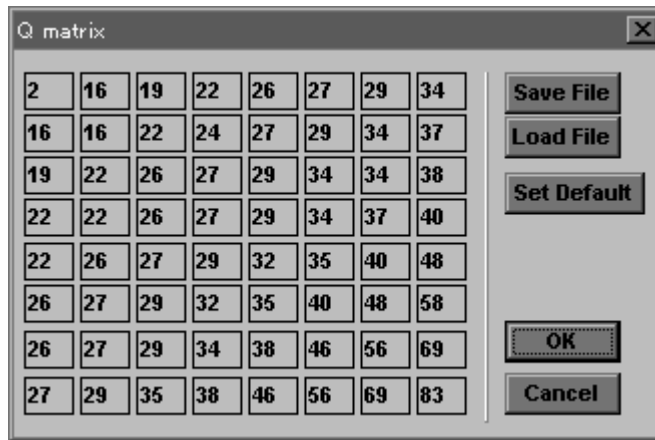 Q matrix
2 16 19 22 26 27 29 34
16 16 22 24 27 29 34 37
19 22 26 27 29 34 34 38
22 22 26 27 29 34 37 40
22 26 27 29 32 35 40 48
26 27 29 32 35 40 48 58
26 27 29 34 38 46 56 69
27 29 35 38 46 56 69 83
Save File
Load File
Set Default
OK
Cancel